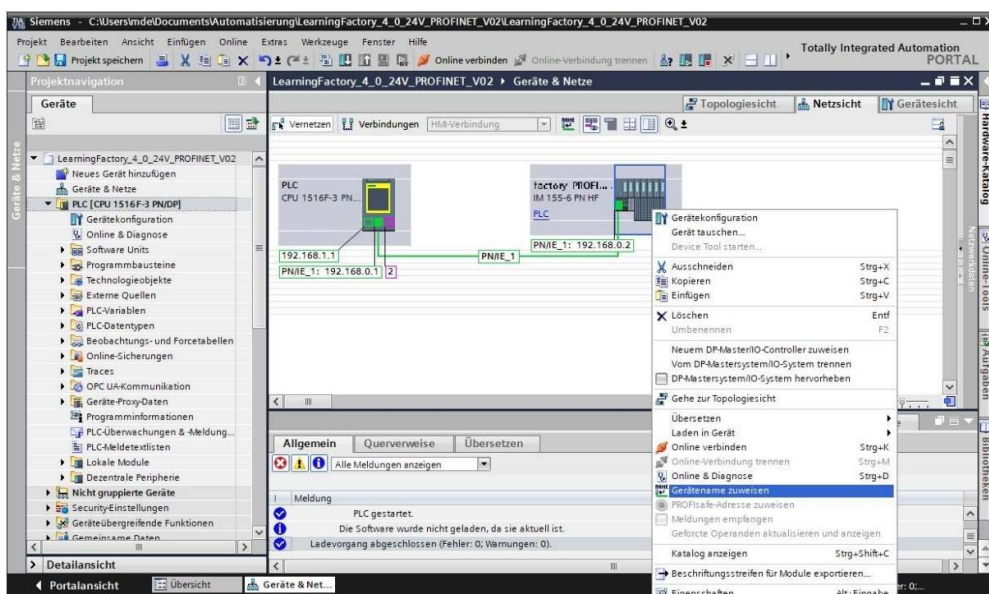 Siemens - C:\Users\mde\Documents\Automatisierung\LearningFactory_4_0_24V_PROFINET_V02\LearningFactory_4_0_24V_PROFINET_V02
Projekt Bearbeiten Ansicht Einfügen Online Extras Werkzeuge Fenster Hilfe
Totally Integrated Automation
PORTAL
Projekt speichern
Online verbinden
Online-Verbindung trennen
Projektnavigation
LearningFactory_4_0_24V_PROFINET_V02 Geräte & Netze
Geräte
Topologiesicht Netzsicht Gerätesicht
Vernetzen Verbindungen HMI-Verbindung
Geräte & Netze
LearningFactory_4_0_24V_PROFINET_V02
Neues Gerät hinzufügen
Geräte & Netze
PLC [CPU 1516F-3 PN/DP]
Gerätekonfiguration
Online & Diagnose
Software Units
Programmbausteine
Technologieobjekte
Externe Quellen
PLC-Variablen
PLC-Datentypen
Beobachtungs- und Forcetabellen
Online-Sicherungen
Traces
OPC UA-Kommunikation
Geräte-Proxy-Daten
Programminformationen
PLC-Überwachungen & -Meldung...
PLC-Meldetextlisten
Lokale Module
Dezentrale Peripherie
Nicht gruppierte Geräte
Security-Einstellungen
Geräteübergreifende Funktionen
Gemeinsame Daten
Detailansicht
PLC
CPU 1516F-3 PN...
192.168.1.1
PN/IE_1: 192.168.0.1 2
PN/IE_1
factory PROFI...
IM 155-6 PN HF
PLC
PN/IE_1: 192.168.0.2
Gerätekonfiguration
Gerät tauschen...
Device Tool starten...
Ausschneiden Strg+X
Kopieren Strg+C
Einfügen Strg+V
Löschen Entf
Umbenennen F2
Neuem DP-Master/IO-Controller zuweisen
Vom DP-Mastersystem/IO-System trennen
DP-Mastersystem/IO-System hervorheben
Gehe zur Topologiesicht
Übersetzen
Laden in Gerät
Online verbinden Strg+K
Online-Verbindung trennen Strg+M
Online & Diagnose Strg+D
Gerätename zuweisen
PROFIsafe-Adresse zuweisen
Meldungen empfangen
Geforce Operanden aktualisieren und anzeigen
Katalog anzeigen Strg+Shift+C
Beschriftungsstreifen für Module exportieren...
Eigenschaften Alt+Eingabe
Allgemein Querverweise Übersetzen
Alle Meldungen anzeigen
! Meldung
PLC gestartet.
Die Software wurde nicht geladen, da sie aktuell ist.
Ladevorgang abgeschlossen (Fehler: 0; Warnungen: 0).
Hardware-Katalog
Online-Tools
Aufgaben
Bibliotheken
Netzwerkdaten
Portalansicht Übersicht Geräte & Net...
er: 0;...